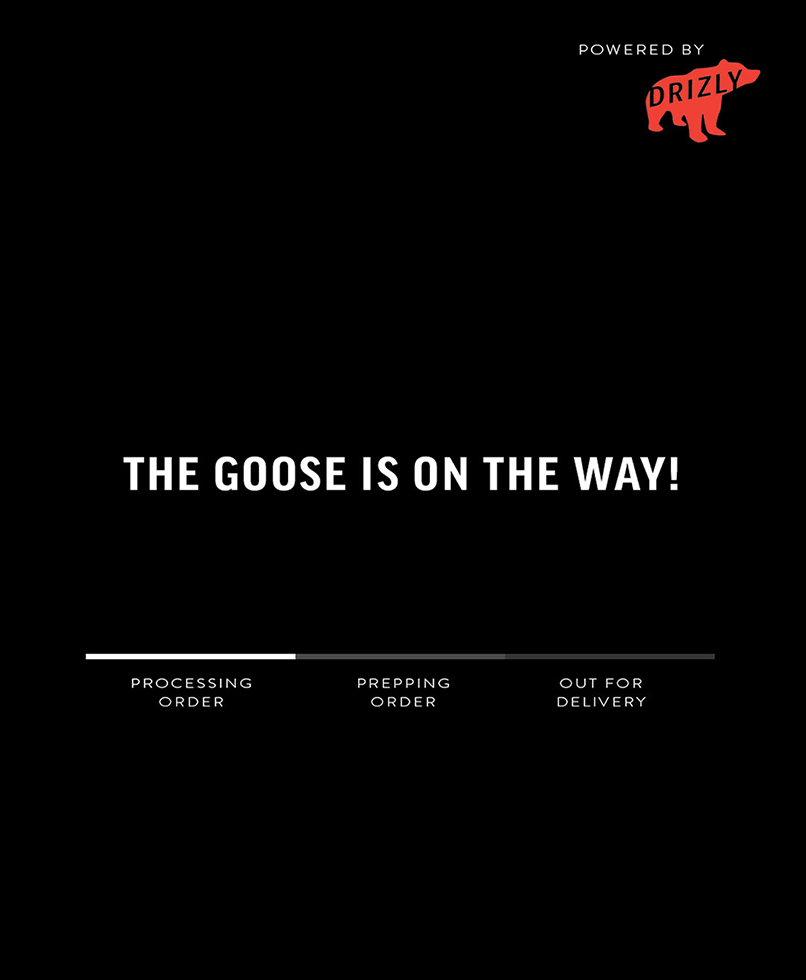 POWERED BY
DRIZLY
THE GOOSE IS ON THE WAY!
PROCESSING
ORDER
PREPPING
ORDER
OUT FOR
DELIVERY